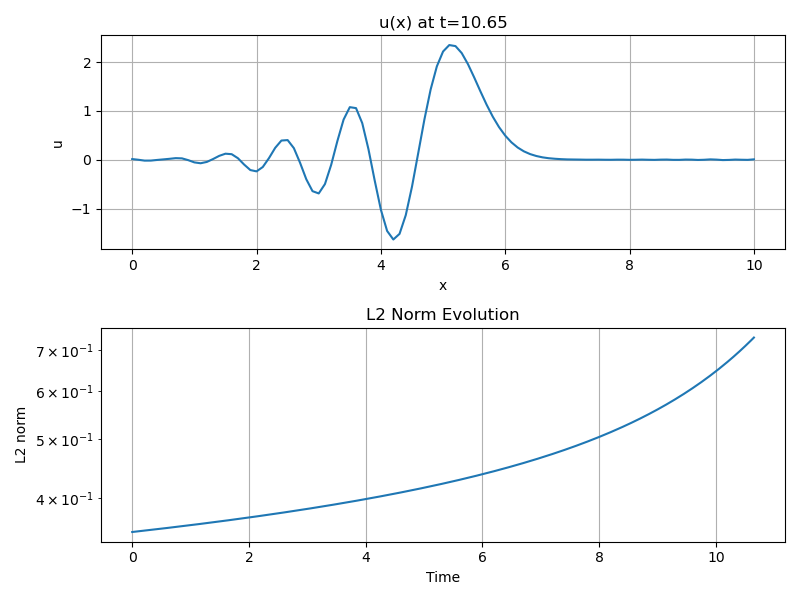 u(x) at t=10.65
2
1
0
−1
u
0 2 4 6 8 10
x
L2 Norm Evolution
7 × 10⁻¹
6 × 10⁻¹
5 × 10⁻¹
4 × 10⁻¹
L2 norm
0 2 4 6 8 10
Time